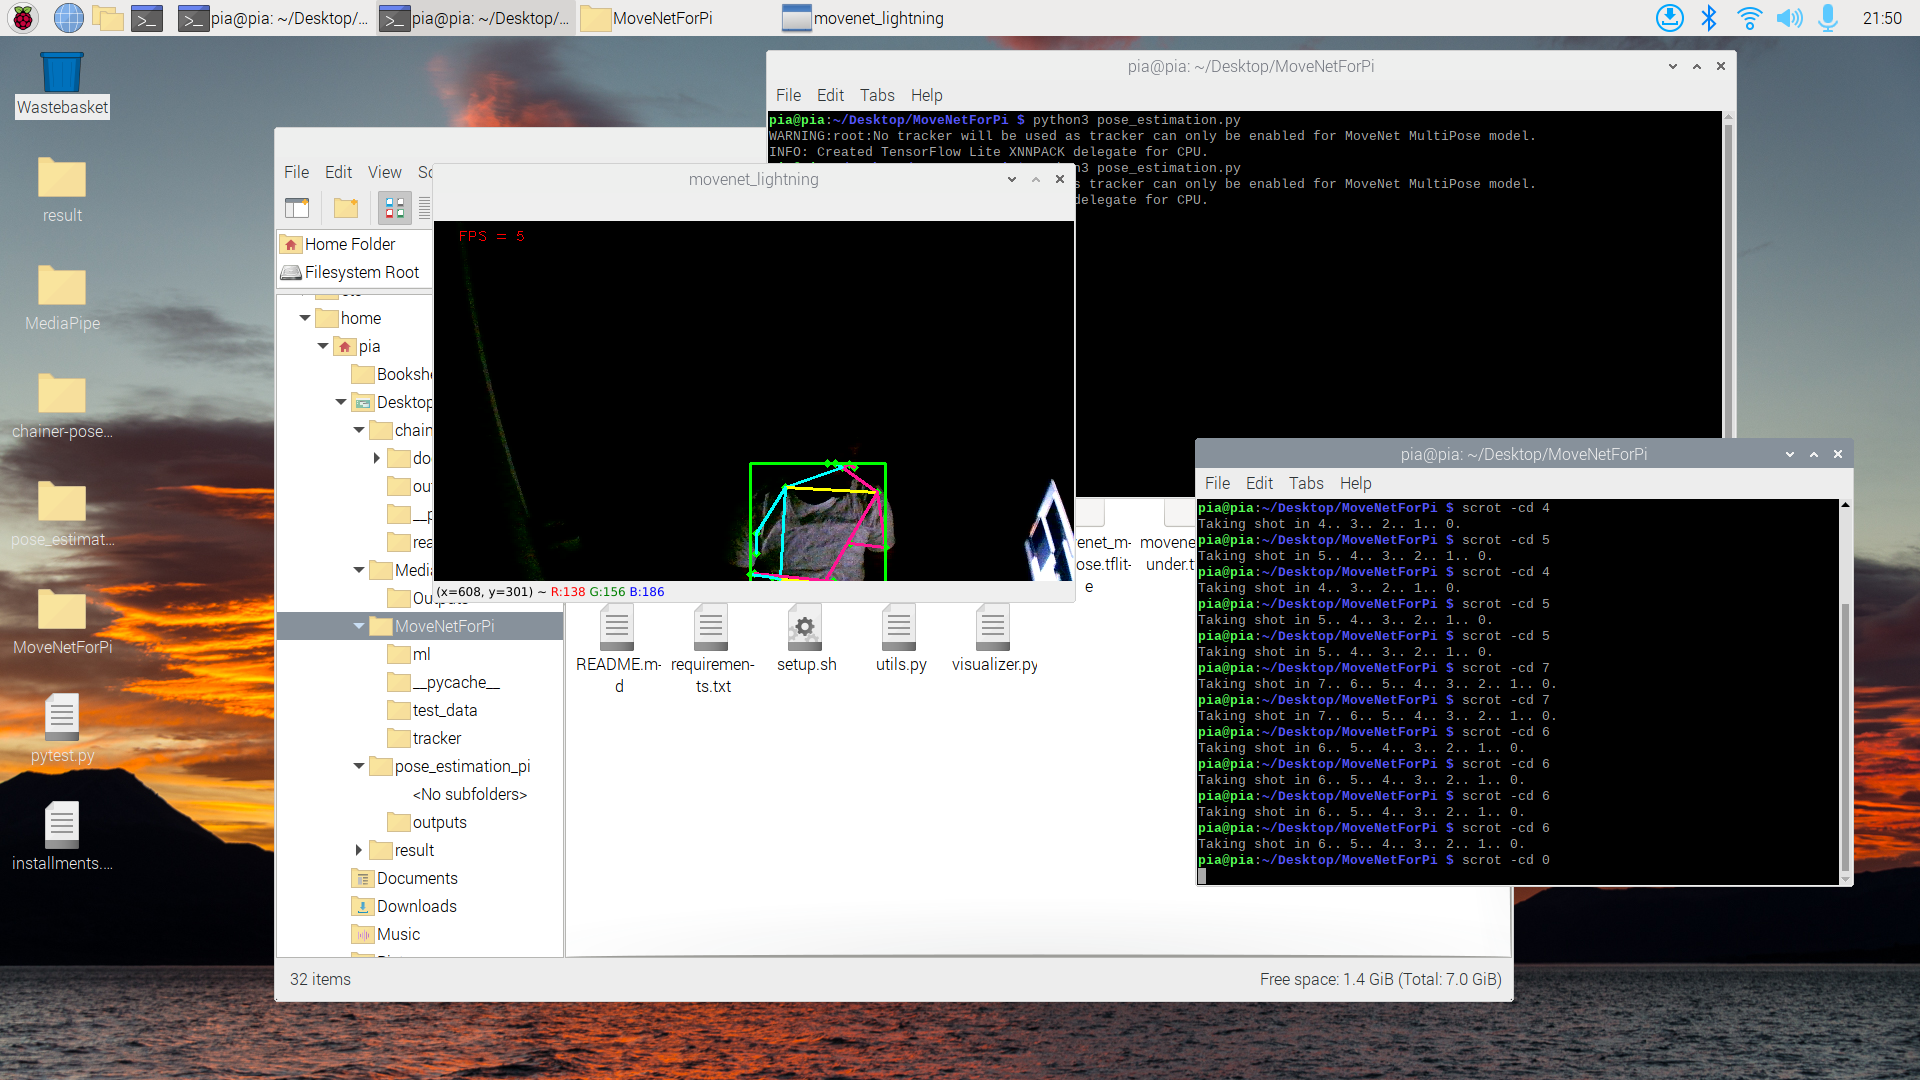 pia@pia: ~/Desktop/...
pia@pia: ~/Desktop/...
MoveNetForPi
movenet_lightning
21:50
Wastebasket
result
MediaPipe
chainer-pose...
pose_estimat...
MoveNetForPi
pytest.py
installments....
pia@pia: ~/Desktop/MoveNetForPi
File Edit Tabs Help
pia@pia:~/Desktop/MoveNetForPi $ python3 pose_estimation.py
WARNING:root:No tracker will be used as tracker can only be enabled for MoveNet MultiPose model.
INFO: Created TensorFlow Lite XNNPACK delegate for CPU.
n3 pose_estimation.py
s tracker can only be enabled for MoveNet MultiPose model.
delegate for CPU.
File Edit View
Home Folder
Filesystem Root
home
pia
Booksh
Desktop
chain
do
ou
__p
rea
Media
Outputs
MoveNetForPi
ml
__pycache__
test_data
tracker
pose_estimation_pi
<No subfolders>
outputs
result
Documents
Downloads
Music
movenet_lightning
FPS = 5
(x=608, y=301) ~ R:138 G:156 B:186
venet_m-
ose.tflit-
e
movene
under.t
README.m-
d
requiremen-
ts.txt
setup.sh
utils.py
visualizer.py
32 items
Free space: 1.4 GiB (Total: 7.0 GiB)
pia@pia: ~/Desktop/MoveNetForPi
File Edit Tabs Help
pia@pia:~/Desktop/MoveNetForPi $ scrot -cd 4
Taking shot in 4.. 3.. 2.. 1.. 0.
pia@pia:~/Desktop/MoveNetForPi $ scrot -cd 5
Taking shot in 5.. 4.. 3.. 2.. 1.. 0.
pia@pia:~/Desktop/MoveNetForPi $ scrot -cd 4
Taking shot in 4.. 3.. 2.. 1.. 0.
pia@pia:~/Desktop/MoveNetForPi $ scrot -cd 5
Taking shot in 5.. 4.. 3.. 2.. 1.. 0.
pia@pia:~/Desktop/MoveNetForPi $ scrot -cd 5
Taking shot in 5.. 4.. 3.. 2.. 1.. 0.
pia@pia:~/Desktop/MoveNetForPi $ scrot -cd 7
Taking shot in 7.. 6.. 5.. 4.. 3.. 2.. 1.. 0.
pia@pia:~/Desktop/MoveNetForPi $ scrot -cd 7
Taking shot in 7.. 6.. 5.. 4.. 3.. 2.. 1.. 0.
pia@pia:~/Desktop/MoveNetForPi $ scrot -cd 6
Taking shot in 6.. 5.. 4.. 3.. 2.. 1.. 0.
pia@pia:~/Desktop/MoveNetForPi $ scrot -cd 6
Taking shot in 6.. 5.. 4.. 3.. 2.. 1.. 0.
pia@pia:~/Desktop/MoveNetForPi $ scrot -cd 6
Taking shot in 6.. 5.. 4.. 3.. 2.. 1.. 0.
pia@pia:~/Desktop/MoveNetForPi $ scrot -cd 6
Taking shot in 6.. 5.. 4.. 3.. 2.. 1.. 0.
pia@pia:~/Desktop/MoveNetForPi $ scrot -cd 0